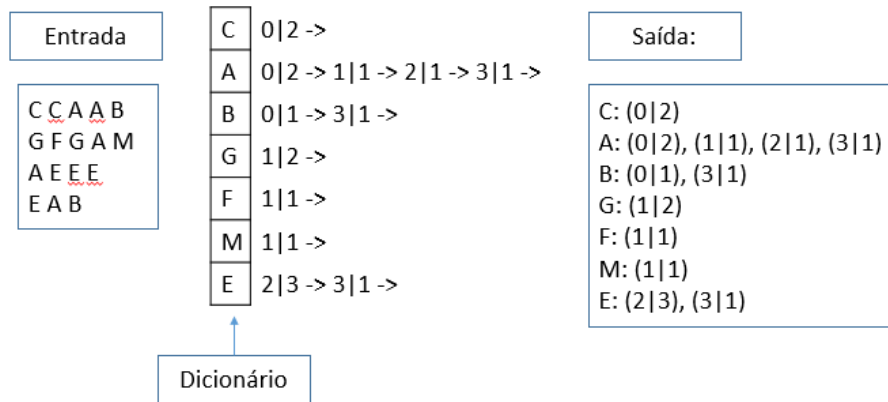 Entrada
C C A A B
G F G A M
A E E E
E A B
C 0|2 ->
A 0|2 -> 1|1 -> 2|1 -> 3|1 ->
B 0|1 -> 3|1 ->
G 1|2 ->
F 1|1 ->
M 1|1 ->
E 2|3 -> 3|1 ->
Dicionário
Saída:
C: (0|2)
A: (0|2), (1|1), (2|1), (3|1)
B: (0|1), (3|1)
G: (1|2)
F: (1|1)
M: (1|1)
E: (2|3), (3|1)